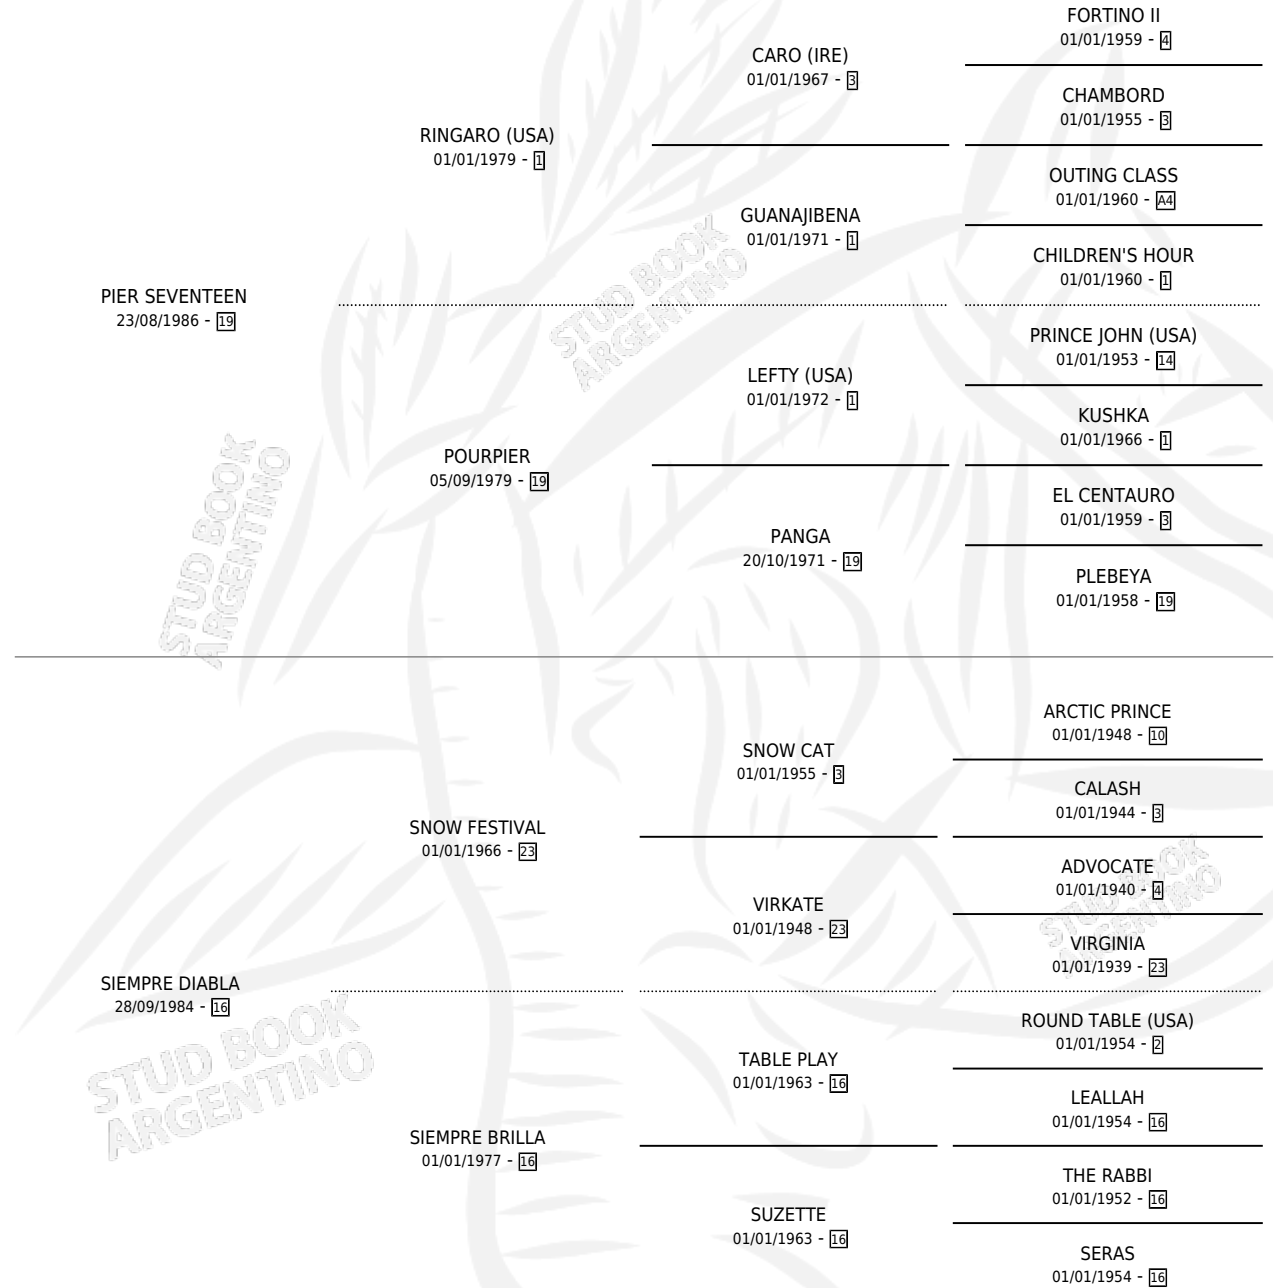 FORTINO II
01/01/1959 - 4
CARO (IRE)
01/01/1967 - 3
CHAMBORD
01/01/1955 - 3
RINGARO (USA)
01/01/1979 - 1
OUTING CLASS
01/01/1960 - A4
GUANAJIBENA
01/01/1971 - 1
CHILDREN'S HOUR
01/01/1960 - 1
PIER SEVENTEEN
23/08/1986 - 19
STUD BOOK
ARGENTINO
PRINCE JOHN (USA)
01/01/1953 - 14
LEFTY (USA)
01/01/1972 - 1
KUSHKA
01/01/1966 - 1
POURPIER
05/09/1979 - 19
EL CENTAURO
01/01/1959 - 3
PANGA
20/10/1971 - 19
PLEBEYA
01/01/1958 - 19
STUD BOOK
ARGENTINO
ARCTIC PRINCE
01/01/1948 - 10
SNOW CAT
01/01/1955 - 3
CALASH
01/01/1944 - 3
SNOW FESTIVAL
01/01/1966 - 23
ADVOCATE
01/01/1940 - 4
VIRKATE
01/01/1948 - 23
VIRGINIA
01/01/1939 - 23
STUD BOOK
ARGENTINO
SIEMPRE DIABLA
28/09/1984 - 16
ROUND TABLE (USA)
01/01/1954 - 2
TABLE PLAY
01/01/1963 - 16
LEALLAH
01/01/1954 - 16
STUD BOOK
ARGENTINO
SIEMPRE BRILLA
01/01/1977 - 16
THE RABBI
01/01/1952 - 16
SUZETTE
01/01/1963 - 16
SERAS
01/01/1954 - 16